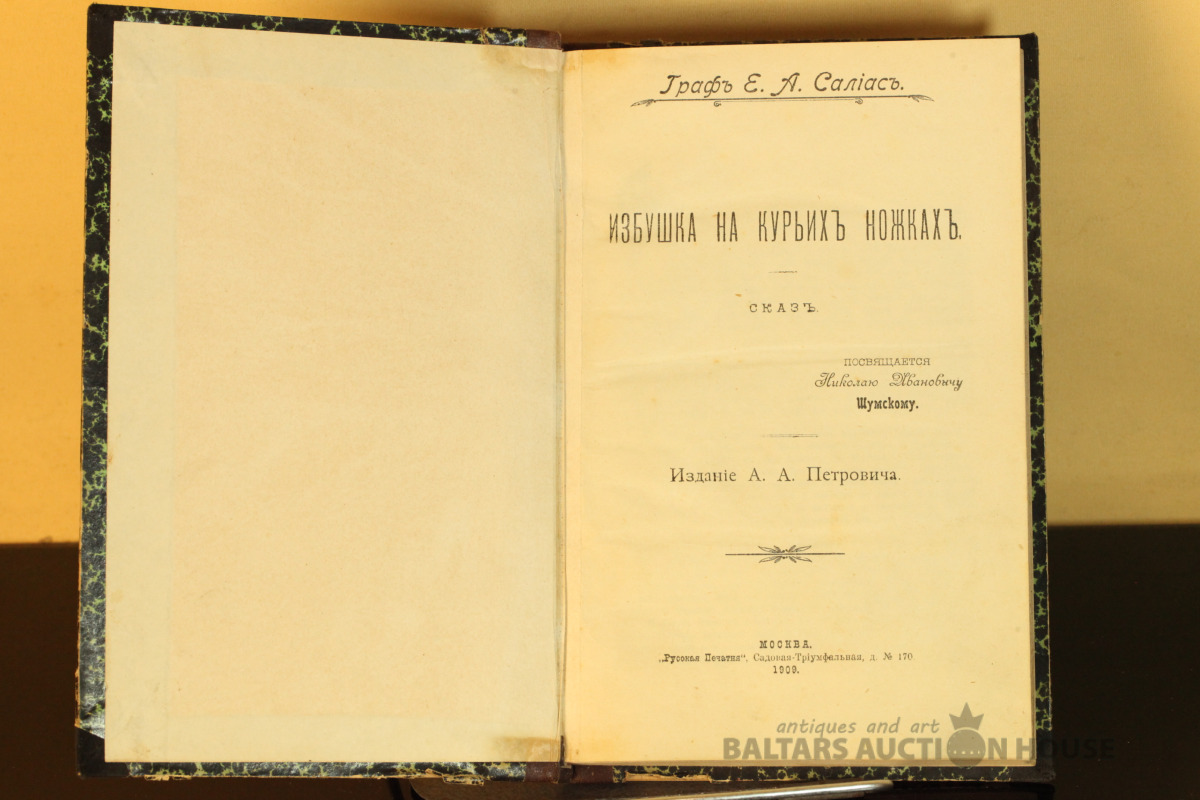 Графъ Е. А. Саліасъ.
ИЗБУШКА НА КУРЬИХЪ НОЖКАХЪ.
СКАЗЪ.
ПОСВЯЩАЕТСЯ
Николаю Ивановичу
Шумскому.
Изданіе А. А. Петровича.
МОСКВА.
„Русская Печатня", Садовая-Тріумфальная, д. № 170.
1909.
antiques and art
BALTARS AUCTION HOUSE